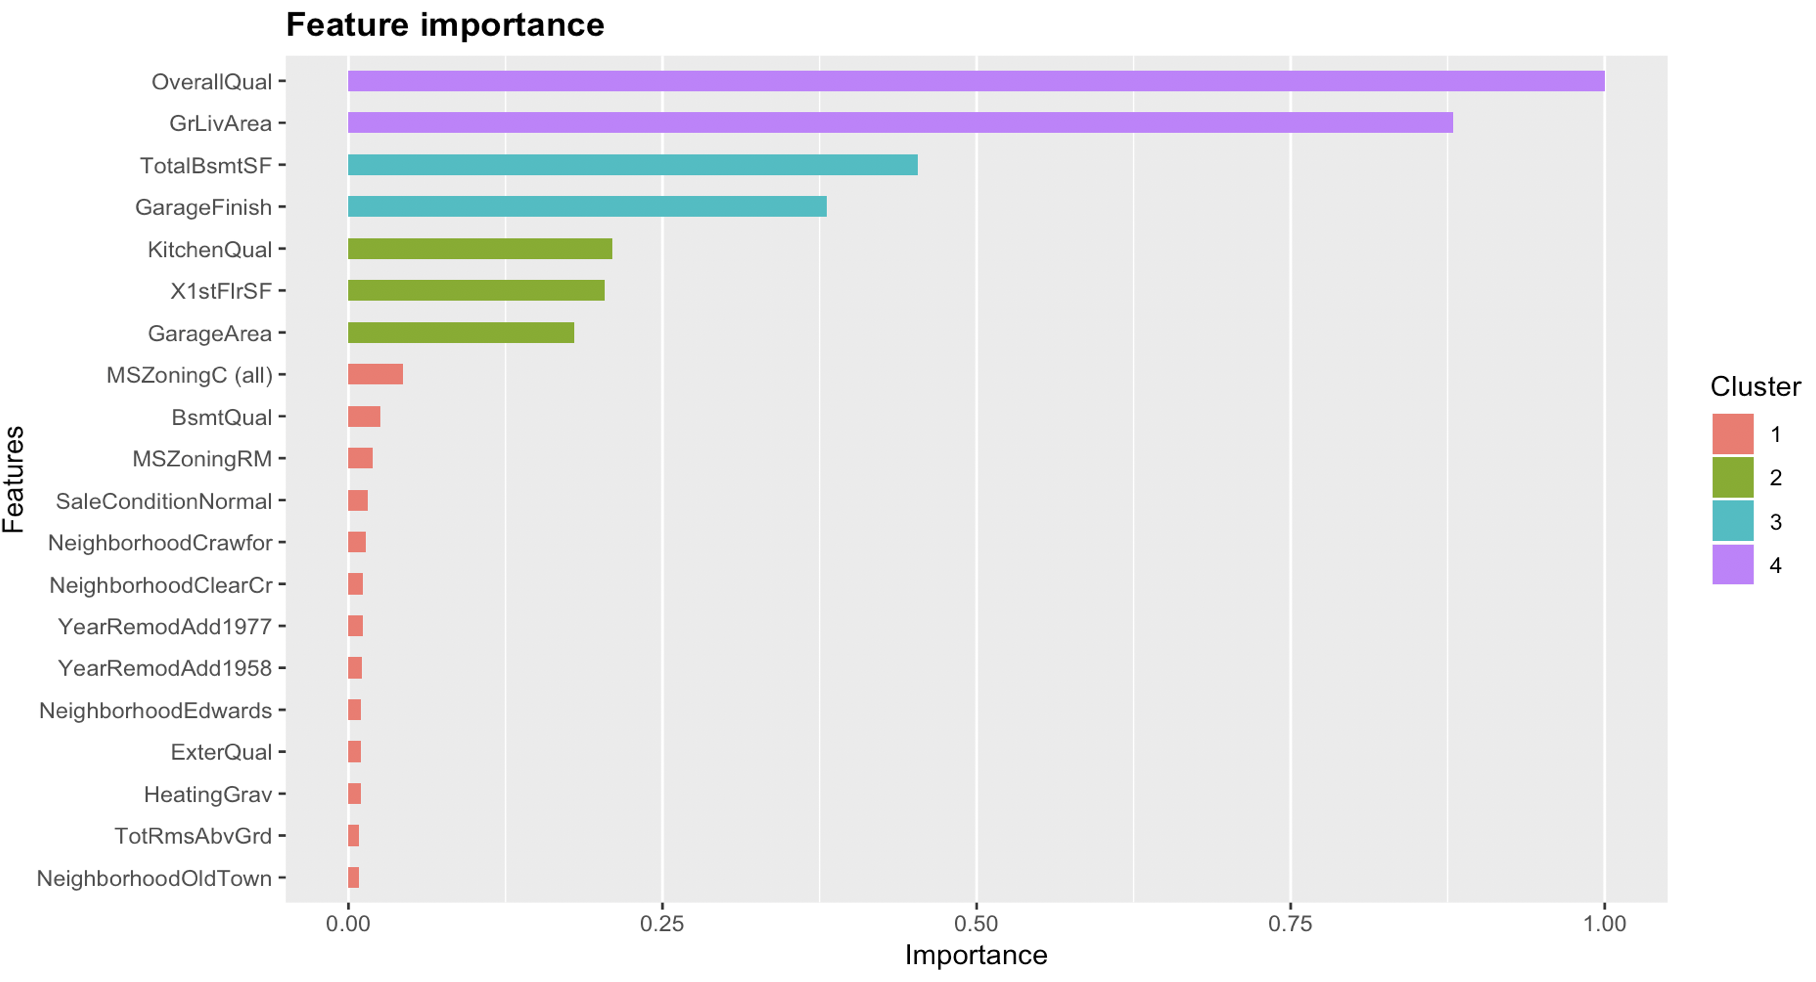 Feature importance
OverallQual
GrLivArea
TotalBsmtSF
GarageFinish
KitchenQual
X1stFlrSF
GarageArea
MSZoningC (all)
BsmtQual
MSZoningRM
SaleConditionNormal
NeighborhoodCrawfor
NeighborhoodClearCr
YearRemodAdd1977
YearRemodAdd1958
NeighborhoodEdwards
ExterQual
HeatingGrav
TotRmsAbvGrd
NeighborhoodOldTown
Features
0.00 0.25 0.50 0.75 1.00
Importance
Cluster
1
2
3
4